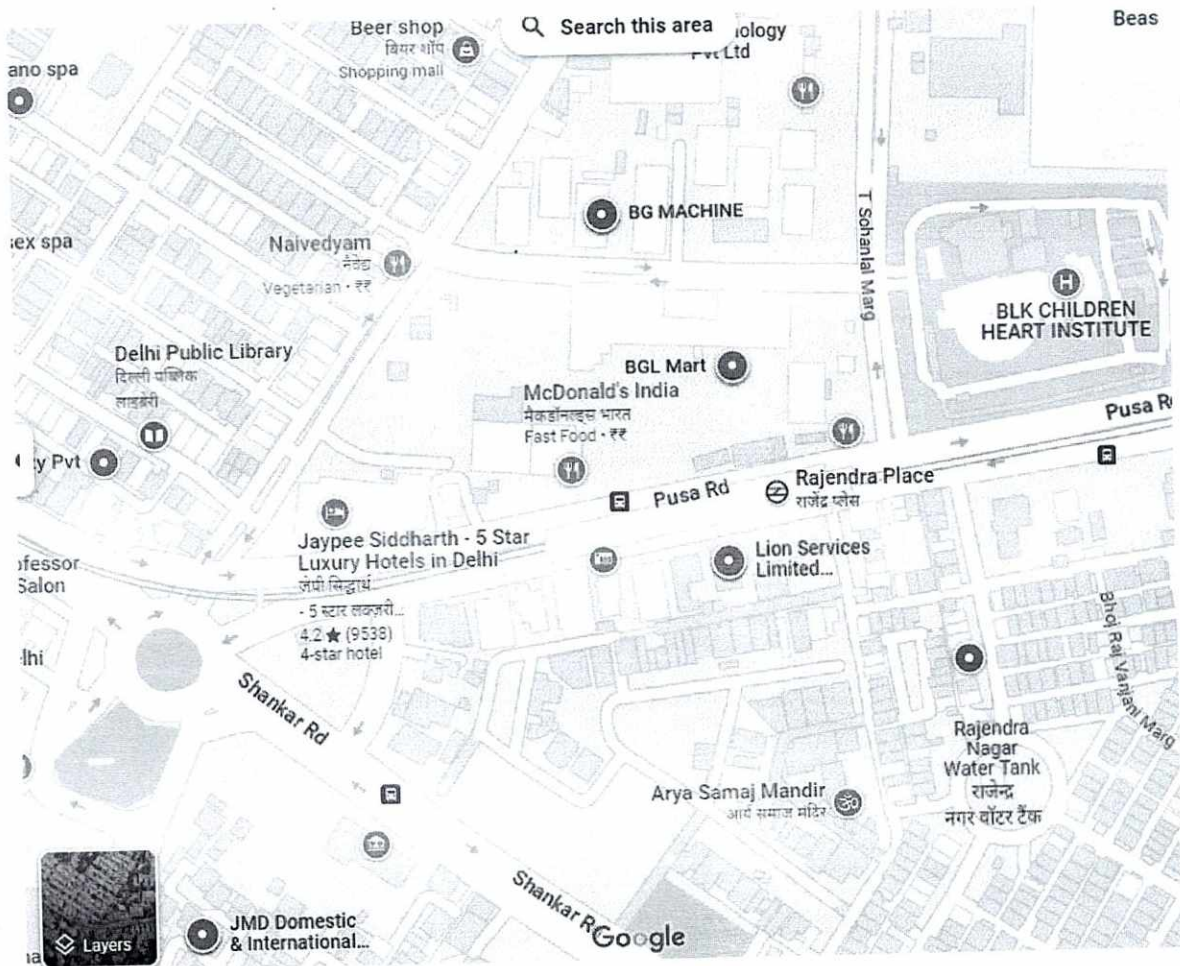 Beer shop
बियर शॉप
Shopping mall
Search this area
ology
Pvt Ltd
Beas
ano spa
BG MACHINE
T Sohanlal Marg
sex spa
Naivedyam
नैवेद्य
Vegetarian · ₹₹
BLK CHILDREN
HEART INSTITUTE
Delhi Public Library
दिल्ली पब्लिक
लाइब्रेरी
BGL Mart
McDonald's India
मैकडॉनल्ड्स भारत
Fast Food · ₹₹
Pusa R
ty Pvt
Pusa Rd
Rajendra Place
राजेंद्र प्लेस
Jaypee Siddharth - 5 Star
Luxury Hotels in Delhi
जेपी सिद्धार्थ
- 5 स्टार लक्ज़री...
4.2 ★ (9538)
4-star hotel
Lion Services
Limited...
ofessor
Salon
Bhoj Raj Vanjani Marg
lhi
Shankar Rd
Rajendra
Nagar
Water Tank
राजेन्द्र
नगर वॉटर टैंक
Arya Samaj Mandir
आर्य समाज मंदिर
Shankar R
Google
Layers
JMD Domestic
& International...